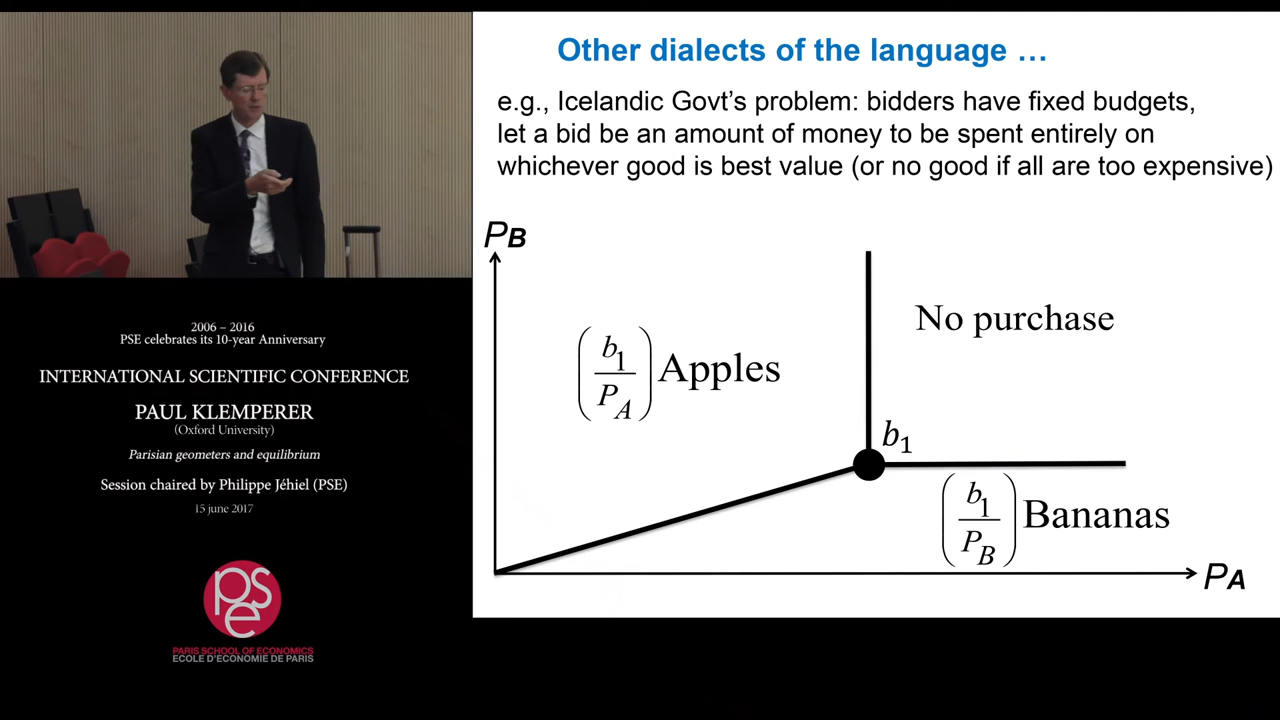 Other dialects of the language …
e.g., Icelandic Govt's problem: bidders have fixed budgets,
let a bid be an amount of money to be spent entirely on
whichever good is best value (or no good if all are too expensive)
PB
No purchase
(b1/PA) Apples
b1
(b1/PB) Bananas
PA
2006 – 2016
PSE celebrates its 10-year Anniversary
INTERNATIONAL SCIENTIFIC CONFERENCE
PAUL KLEMPERER
(Oxford University)
Parisian geometers and equilibrium
Session chaired by Philippe Jéhiel (PSE)
15 june 2017
pse
PARIS SCHOOL OF ECONOMICS
ECOLE D'ECONOMIE DE PARIS